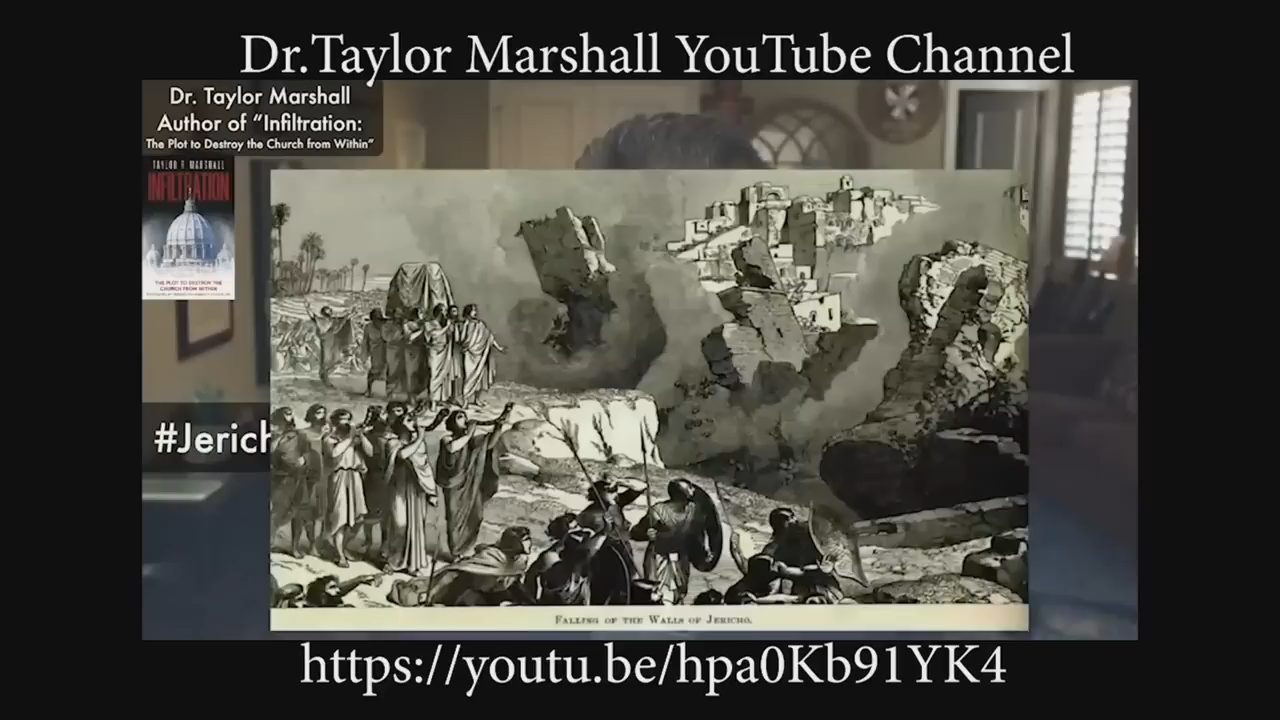 Dr.Taylor Marshall YouTube Channel
Dr. Taylor Marshall
Author of “Infiltration:
The Plot to Destroy the Church from Within”
TAYLOR R MARSHALL
INFILTRATION
THE PLOT TO DESTROY THE
CHURCH FROM WITHIN
#Jerich
FALLING OF THE WALLS OF JERICHO.
https://youtu.be/hpa0Kb91YK4